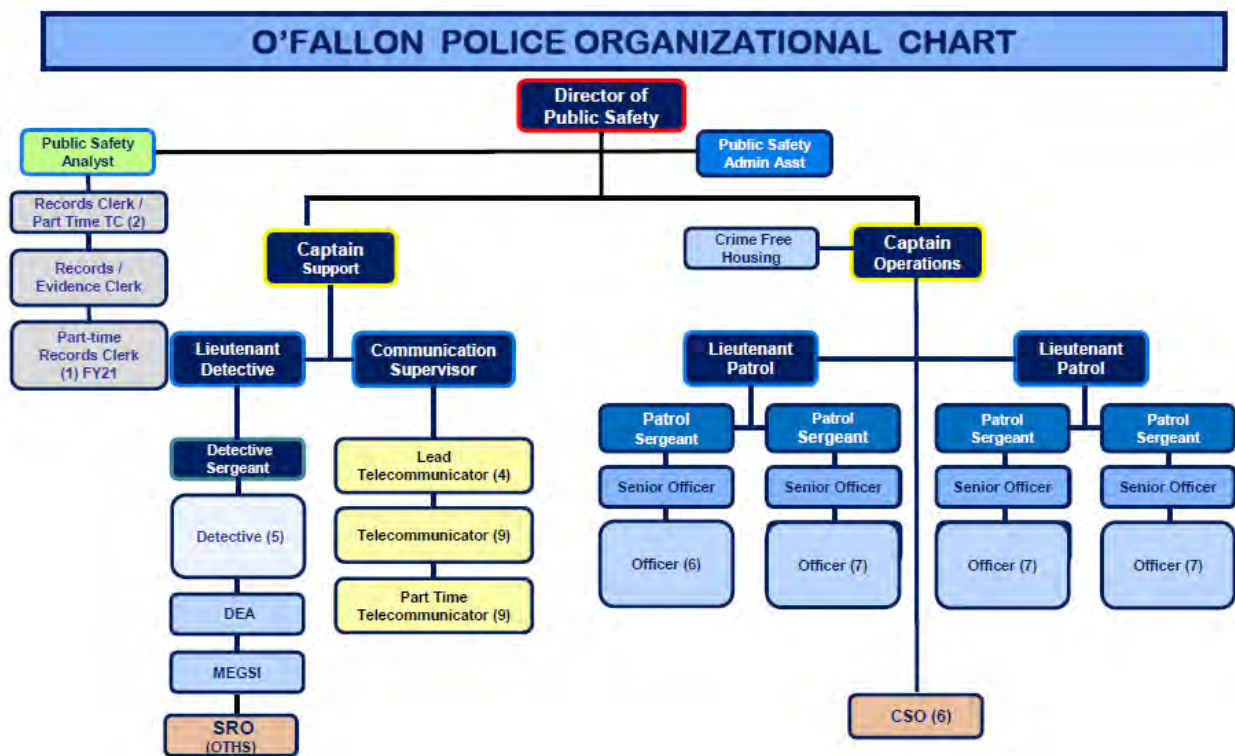 O'FALLON POLICE ORGANIZATIONAL CHART
Director of
Public Safety
Public Safety
Analyst
Public Safety
Admin Asst
Records Clerk /
Part Time TC (2)
Records /
Evidence Clerk
Part-time
Records Clerk
(1) FY21
Captain
Support
Crime Free
Housing
Captain
Operations
Lieutenant
Detective
Communication
Supervisor
Lieutenant
Patrol
Lieutenant
Patrol
Detective
Sergeant
Detective (5)
DEA
MEGSI
SRO
(OTHS)
Lead
Telecommunicator (4)
Telecommunicator (9)
Part Time
Telecommunicator (9)
Patrol
Sergeant
Senior Officer
Officer (6)
Patrol
Sergeant
Senior Officer
Officer (7)
Patrol
Sergeant
Senior Officer
Officer (7)
Patrol
Sergeant
Senior Officer
Officer (7)
CSO (6)